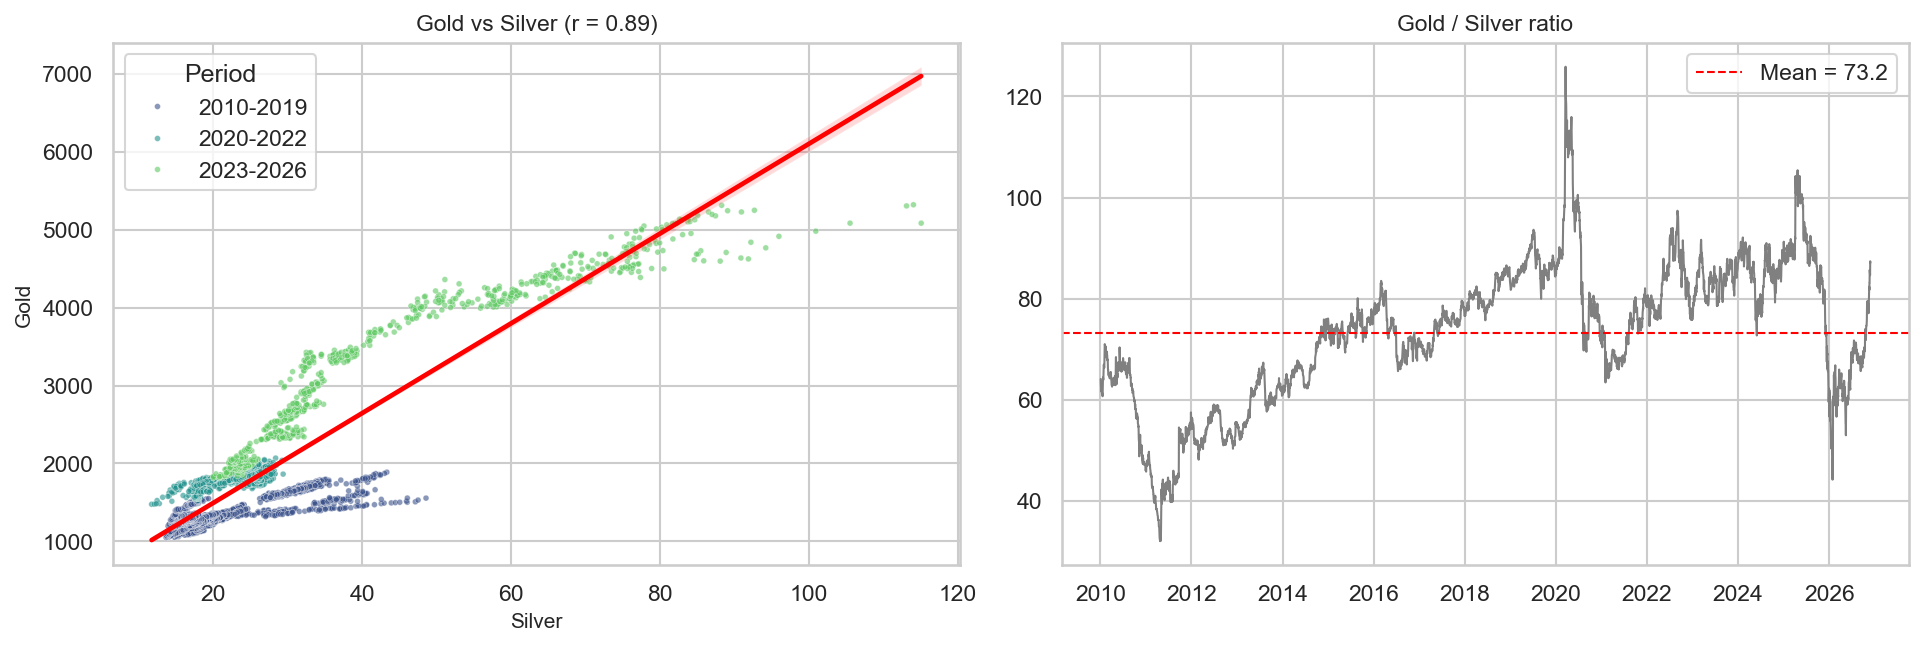 Gold vs Silver (r = 0.89)
Period
2010-2019
2020-2022
2023-2026
7000
6000
5000
4000
3000
2000
1000
Gold
20 40 60 80 100 120
Silver
Gold / Silver ratio
Mean = 73.2
120
100
80
60
40
2010 2012 2014 2016 2018 2020 2022 2024 2026